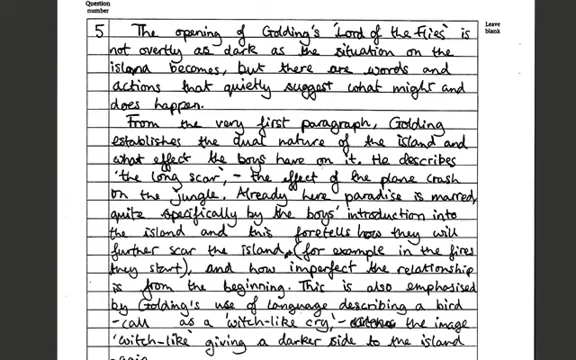 Question
number
Leave
blank
5 The opening of Golding's 'Lord of the Flies' is
not overtly as dark as the situation on the
island becomes, but there are words and
actions that quietly suggest what might and
does happen.
From the very first paragraph, Golding
establishes the dual nature of the island and
what effect the boys have on it. He describes
'the long scar', - the effect of the plane crash
on the jungle. Already here paradise is marred,
quite specifically by the boys' introduction into
the island and this foretells how they will
further scar the island, (for example in the fires
they start), and how imperfect the relationship
is from the beginning. This is also emphasised
by Golding's use of language describing a bird
-call as a 'witch-like cry', - the image
'witch-like' giving a darker side to the island